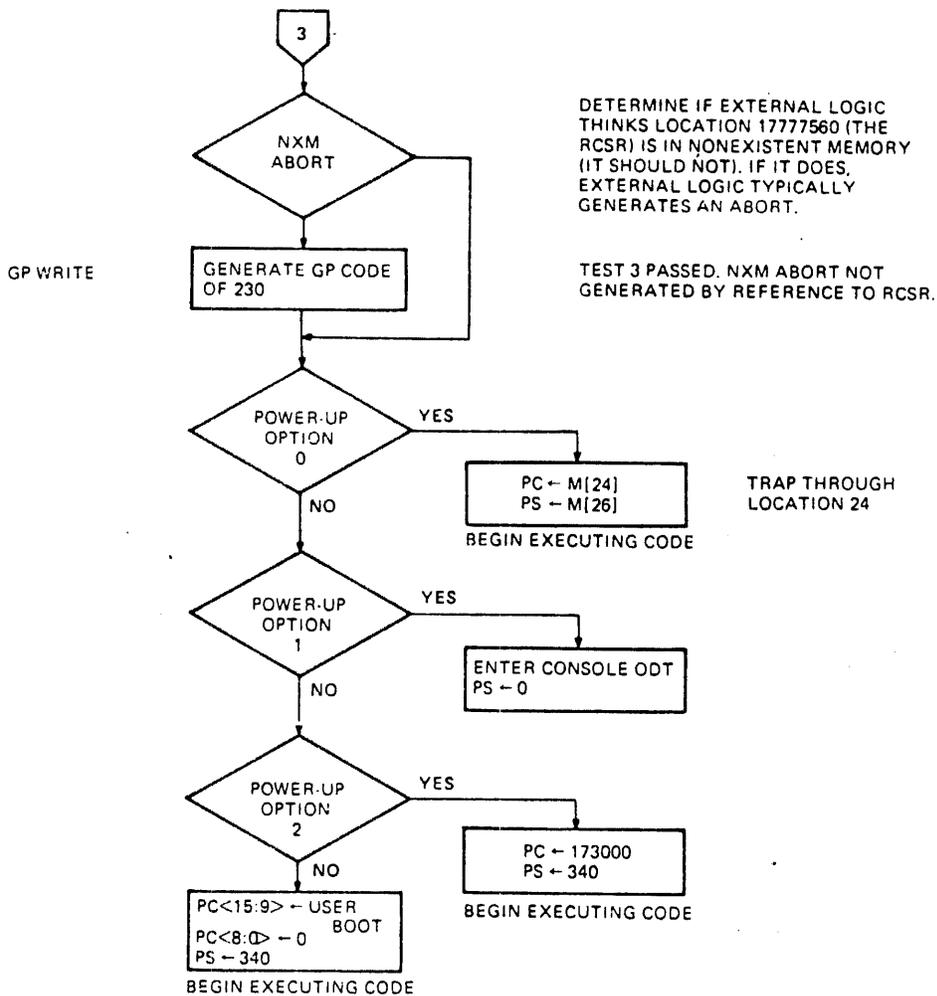 3
NXM
ABORT
DETERMINE IF EXTERNAL LOGIC
THINKS LOCATION 17777560 (THE
RCSR) IS IN NONEXISTENT MEMORY
(IT SHOULD NOT). IF IT DOES,
EXTERNAL LOGIC TYPICALLY
GENERATES AN ABORT.
GP WRITE
GENERATE GP CODE
OF 230
TEST 3 PASSED. NXM ABORT NOT
GENERATED BY REFERENCE TO RCSR.
POWER-UP
OPTION
0
YES
NO
PC ← M[24]
PS ← M[26]
BEGIN EXECUTING CODE
TRAP THROUGH
LOCATION 24
POWER-UP
OPTION
1
YES
NO
ENTER CONSOLE ODT
PS ← 0
POWER-UP
OPTION
2
YES
NO
PC ← 173000
PS ← 340
BEGIN EXECUTING CODE
PC<15:9> ← USER
BOOT
PC<8:0> ← 0
PS ← 340
BEGIN EXECUTING CODE